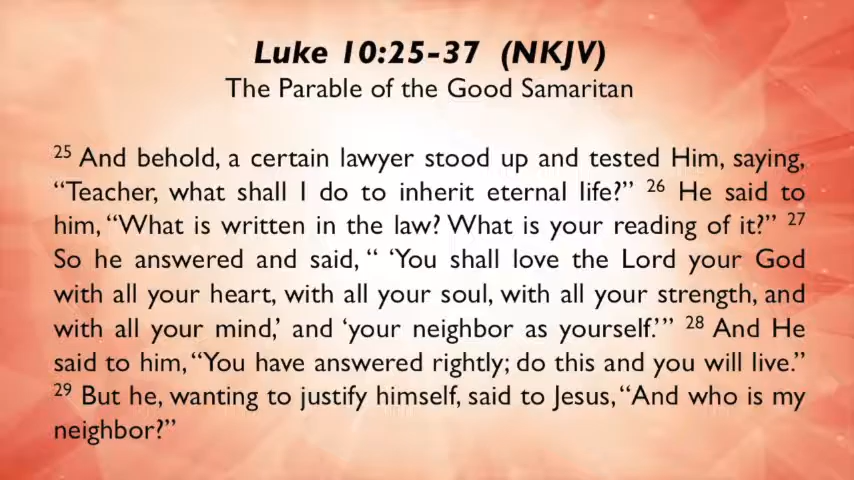 Luke 10:25-37 (NKJV)
The Parable of the Good Samaritan
25 And behold, a certain lawyer stood up and tested Him, saying,
“Teacher, what shall I do to inherit eternal life?” 26 He said to
him, “What is written in the law? What is your reading of it?” 27
So he answered and said, “ ‘You shall love the Lord your God
with all your heart, with all your soul, with all your strength, and
with all your mind,’ and ‘your neighbor as yourself.’” 28 And He
said to him, “You have answered rightly; do this and you will live.”
29 But he, wanting to justify himself, said to Jesus, “And who is my
neighbor?”